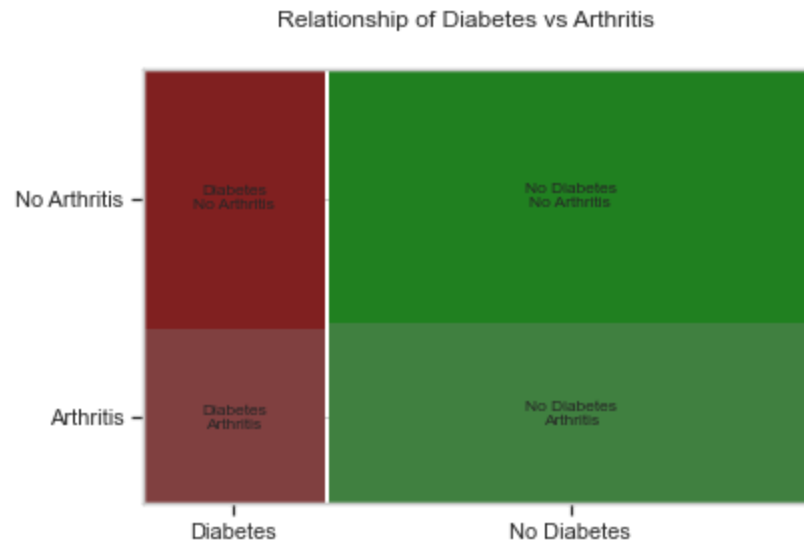 Relationship of Diabetes vs Arthritis
No Arthritis
Diabetes
No Arthritis
No Diabetes
No Arthritis
Arthritis
Diabetes
Arthritis
No Diabetes
Arthritis
Diabetes
No Diabetes